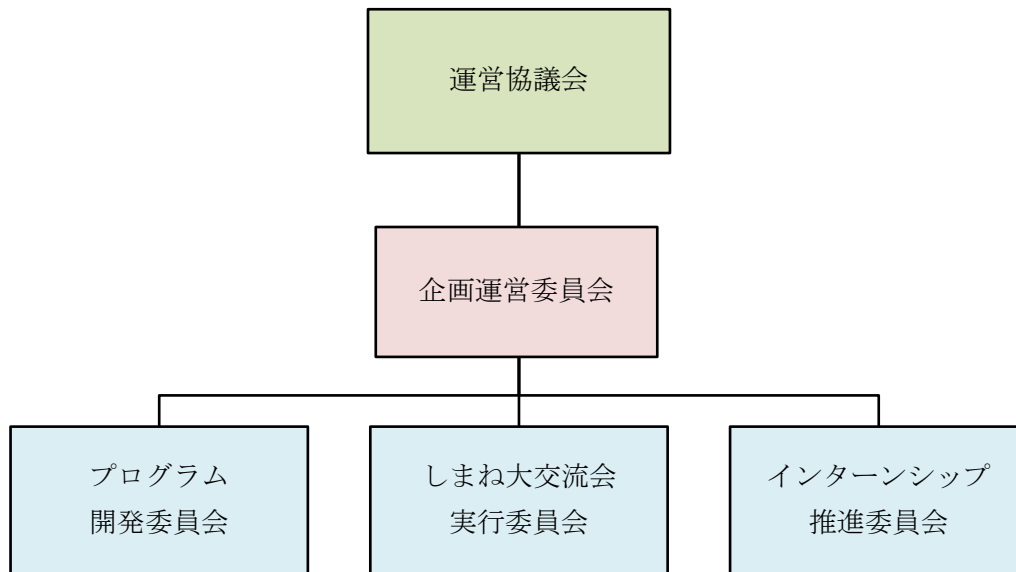 運営協議会
企画運営委員会
プログラム
開発委員会
しまね大交流会
実行委員会
インターンシップ
推進委員会